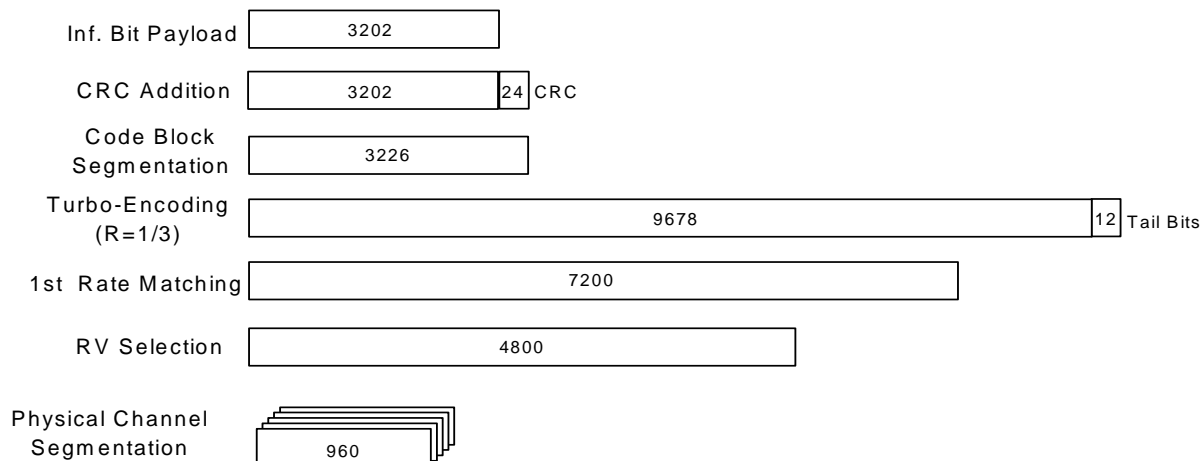 Inf. Bit Payload 3202
CRC Addition 3202 24 CRC
Code Block
Segmentation 3226
Turbo-Encoding
(R=1/3) 9678 12 Tail Bits
1st Rate Matching 7200
RV Selection 4800
Physical Channel
Segmentation 960